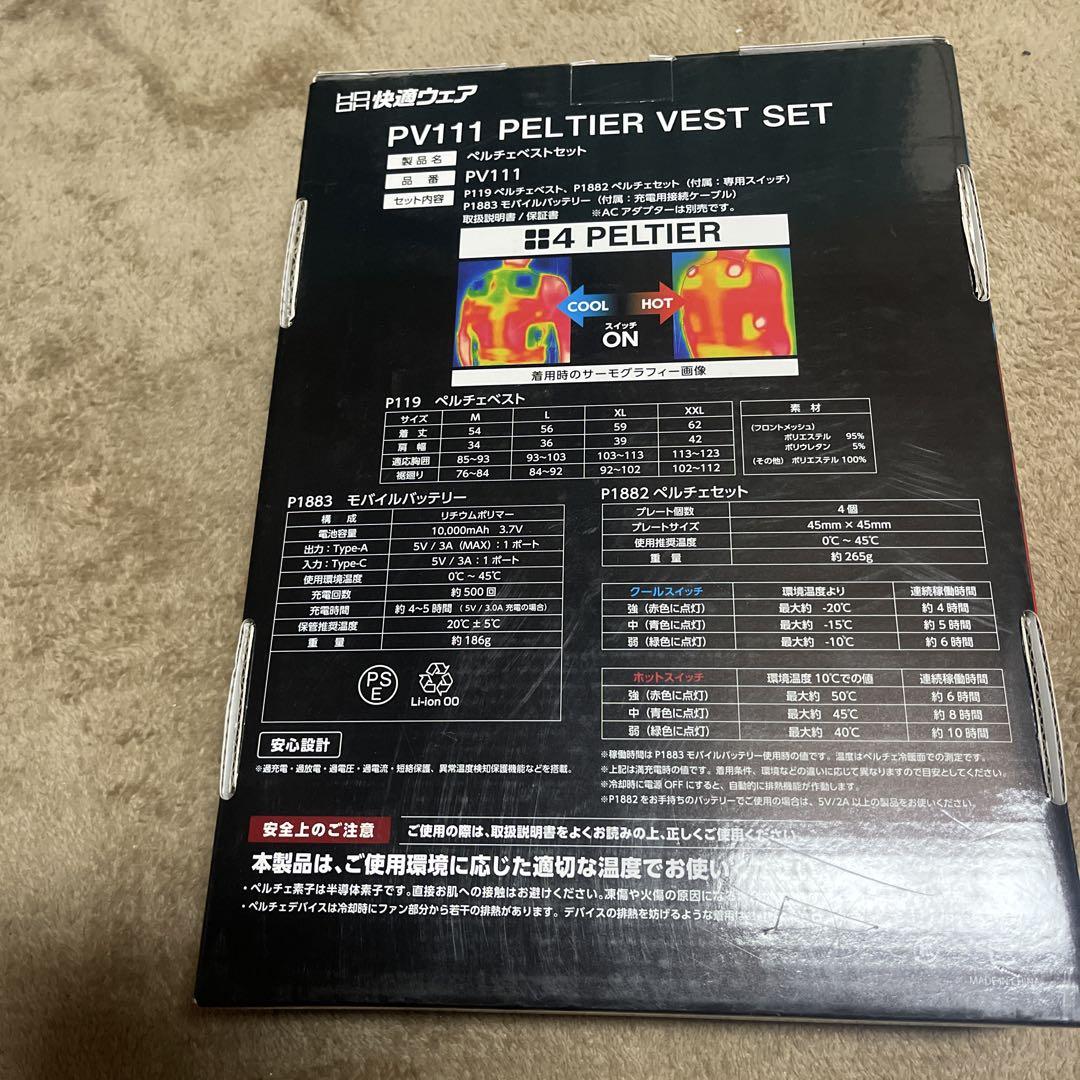 快適ウェア
PV111 PELTIER VEST SET
製品名 ペルチェベストセット
品番 PV111
セット内容 P119 ペルチェベスト、P1882 ペルチェセット（付属：専用スイッチ）
P1883 モバイルバッテリー（付属：充電用接続ケーブル）
取扱説明書/保証書 ※AC アダプターは別売です。
4 PELTIER
COOL HOT
スイッチ
ON
着用時のサーモグラフィー画像
P119 ペルチェベスト
サイズ M L XL XXL
着丈 54 56 59 62
肩幅 34 36 39 42
適応胸囲 85~93 93~103 103~113 113~123
裾廻り 76~84 84~92 92~102 102~112
素材
(フロントメッシュ)
ポリエステル 95%
ポリウレタン 5%
(その他) ポリエステル 100%
P1883 モバイルバッテリー
構成 リチウムポリマー
電池容量 10,000mAh 3.7V
出力：Type-A 5V / 3A (MAX)：1ポート
入力：Type-C 5V / 3A：1ポート
使用環境温度 0℃ ~ 45℃
充電回数 約500回
充電時間 約4~5時間 （5V / 3.0A 充電の場合）
保管推奨温度 20℃ ± 5℃
重量 約186g
PS
E
Li-ion 00
P1882 ペルチェセット
プレート個数 4個
プレートサイズ 45mm × 45mm
使用推奨温度 0℃ ~ 45℃
重量 約265g
クールスイッチ 環境温度より 連続稼働時間
強（赤色に点灯） 最大約 -20℃ 約4時間
中（青色に点灯） 最大約 -15℃ 約5時間
弱（緑色に点灯） 最大約 -10℃ 約6時間
ホットスイッチ 環境温度 10℃での値 連続稼働時間
強（赤色に点灯） 最大約 50℃ 約6時間
中（青色に点灯） 最大約 45℃ 約8時間
弱（緑色に点灯） 最大約 40℃ 約10時間
※稼働時間は P1883 モバイルバッテリー使用時の値です。温度はペルチェ冷暖面での測定です。
※上記は満充電時の値です。着用条件、環境などの違いに応じて異なりますので目安としてください。
※冷却時に電源 OFF にすると、自動的に排熱機能が作動します。
※P1882 をお手持ちのバッテリーでご使用の場合は、5V/2A 以上の製品をお使いください。
安心設計
※過充電・過放電・過電圧・過電流・短絡保護、異常温度検知保護機能などを搭載。
安全上のご注意 ご使用の際は、取扱説明書をよくお読みの上、正しくご使用ください。
本製品は、ご使用環境に応じた適切な温度でお使いください
・ペルチェ素子は半導体素子です。直接お肌への接触はお避けください。凍傷や火傷の原因になる
・ペルチェデバイスは冷却時にファン部分から若干の排熱があります。デバイスの排熱を妨げるような着用は
MADE IN CHINA